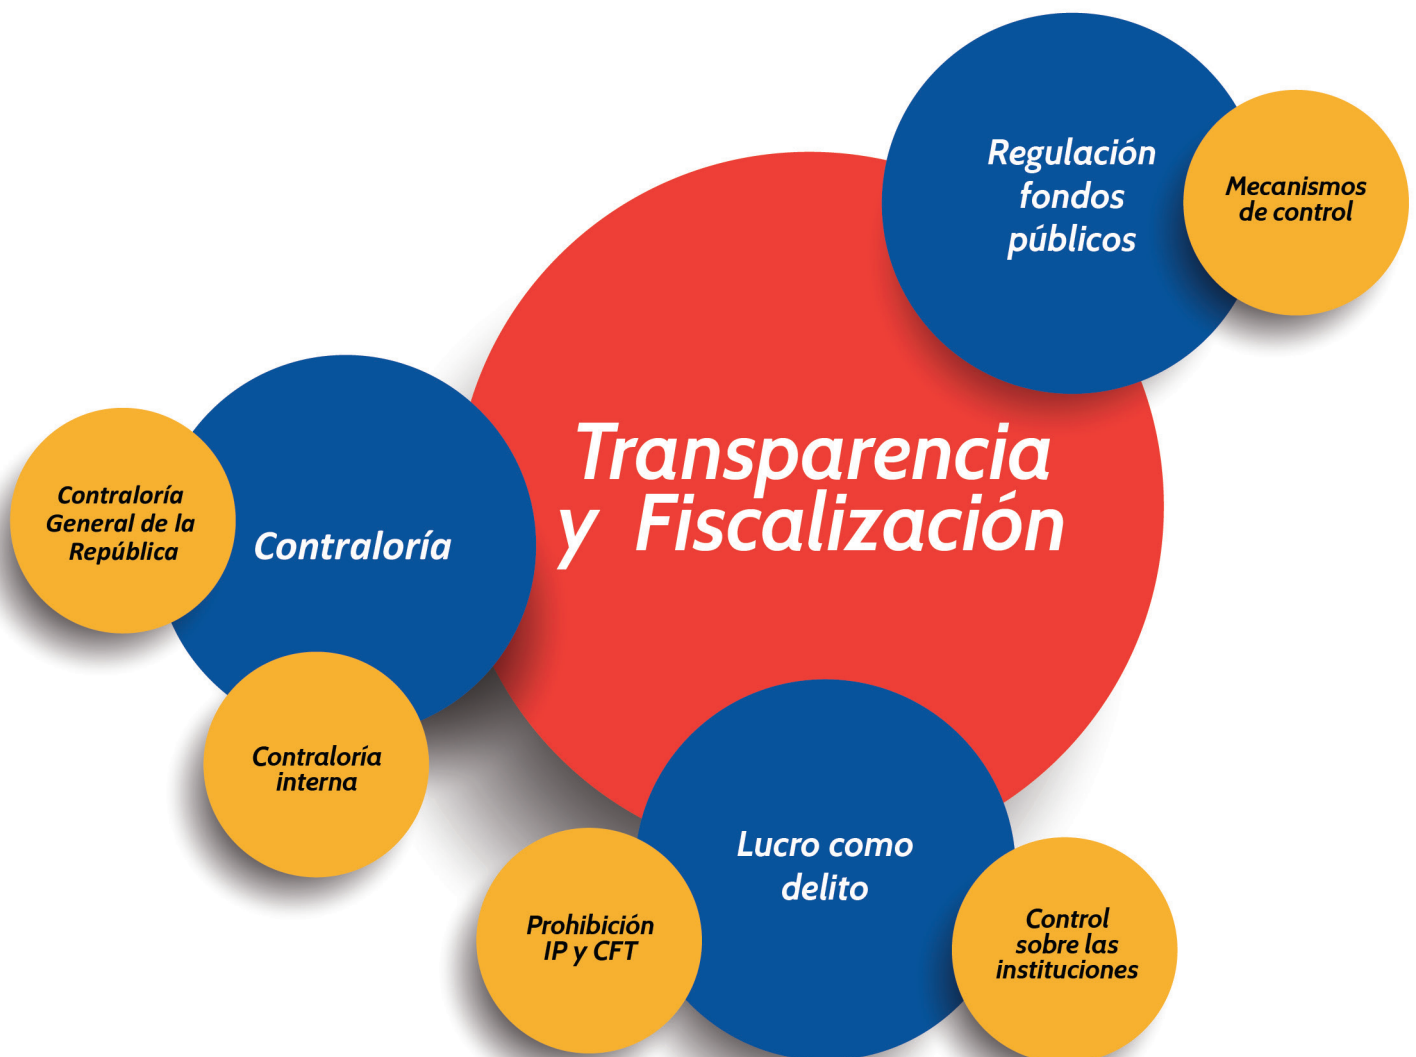 Regulación
fondos
públicos
Mecanismos
de control
Transparencia
y Fiscalización
Contraloría
General de la
República
Contraloría
Contraloría
interna
Lucro como
delito
Prohibición
IP y CFT
Control
sobre las
instituciones